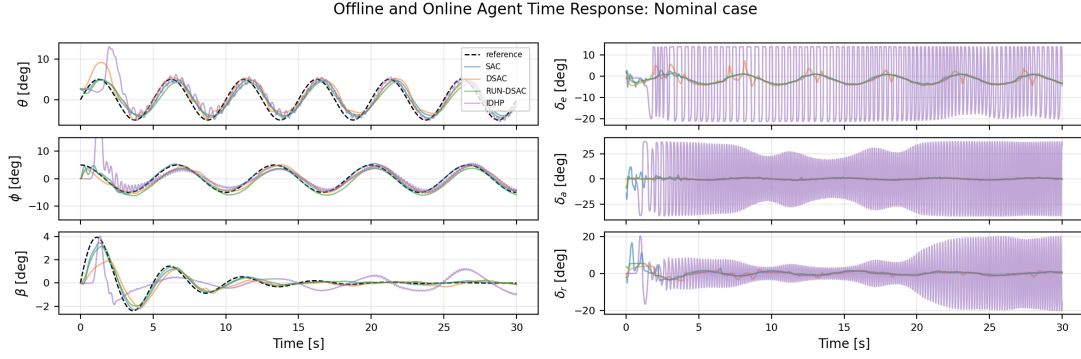 Offline and Online Agent Time Response: Nominal case
θ [deg]
10
0
reference
SAC
DSAC
RUN-DSAC
IDHP
δe [deg]
10
0
−10
−20
ϕ [deg]
10
0
−10
δa [deg]
25
0
−25
β [deg]
4
2
0
−2
0
5
10
15
20
25
30
Time [s]
δr [deg]
20
0
−20
0
5
10
15
20
25
30
Time [s]